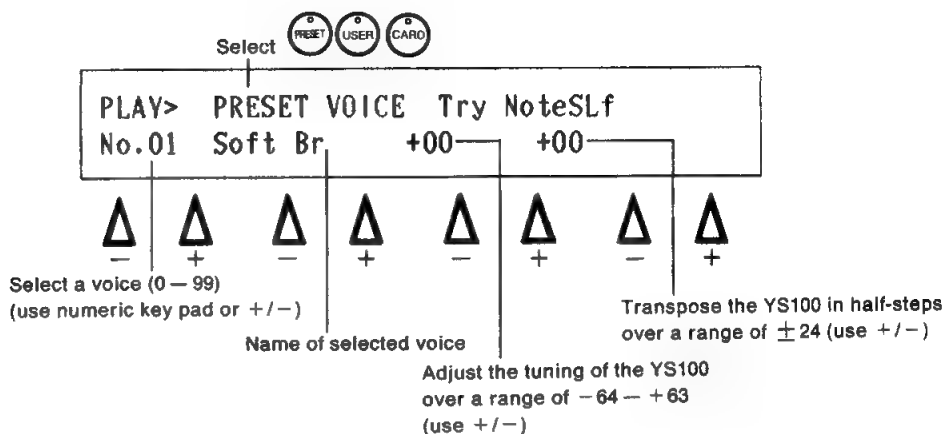 PRESET USER CARD
Select
PLAY> PRESET VOICE Try NoteSLf
No.01 Soft Br +00 +00
- + - + - + - +
Select a voice (0 — 99)
(use numeric key pad or +/−)
Name of selected voice
Adjust the tuning of the YS100
over a range of −64 — +63
(use +/−)
Transpose the YS100 in half-steps
over a range of ±24 (use +/−)